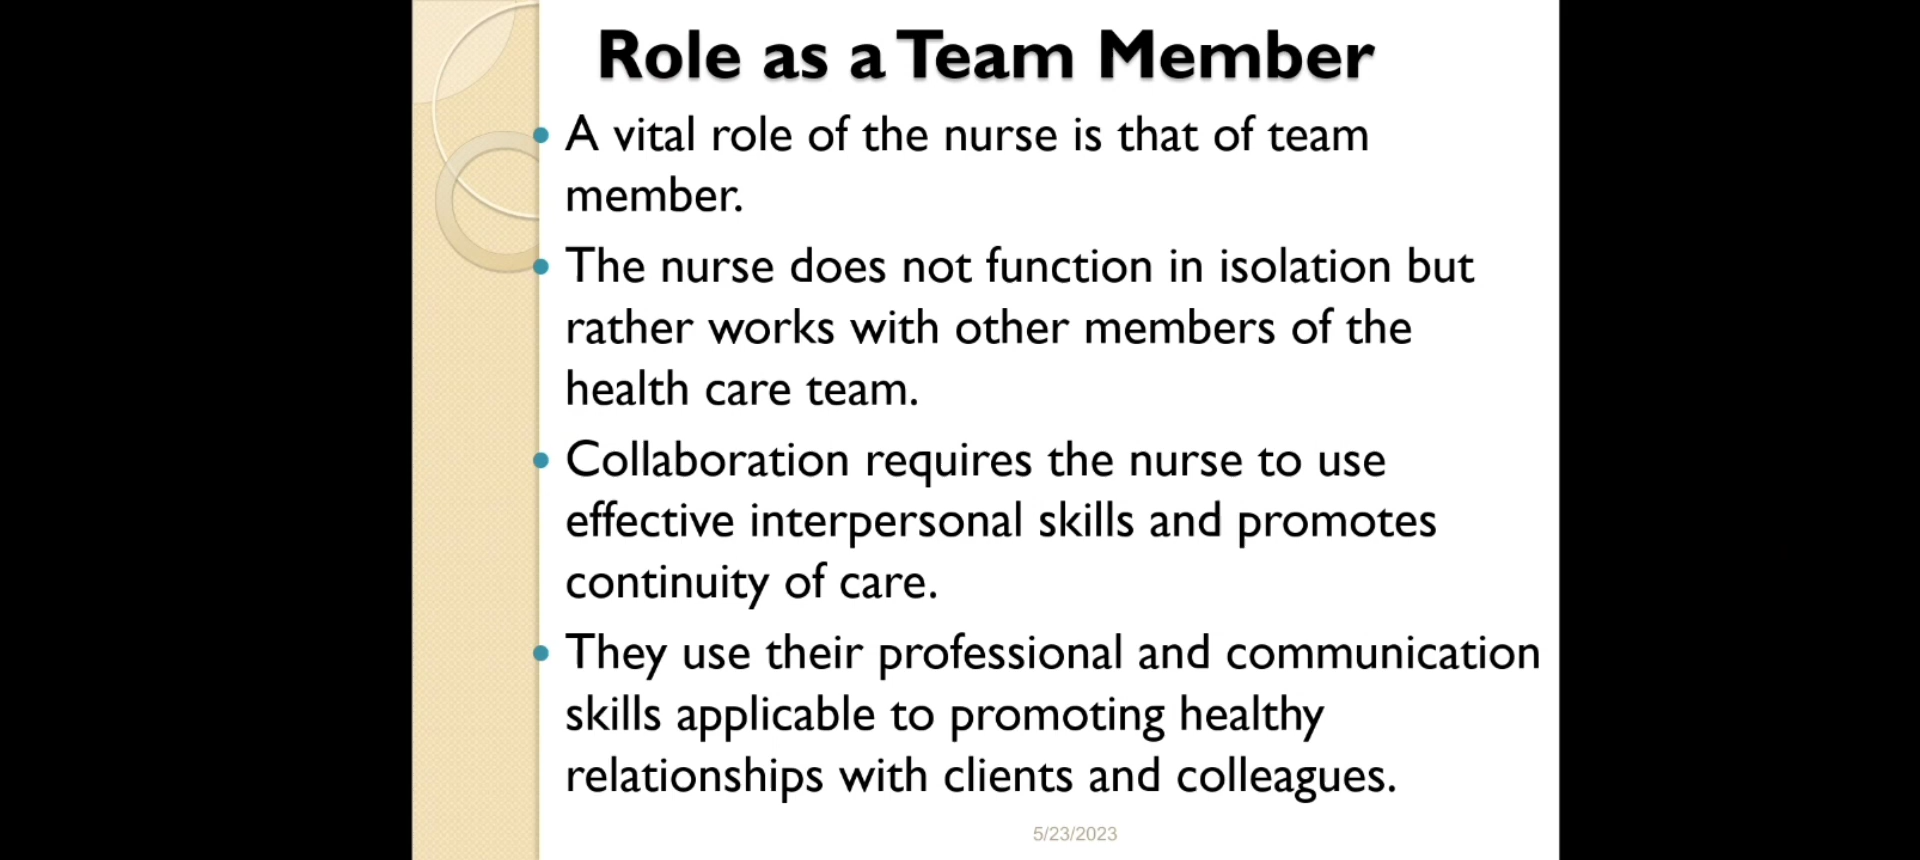 Role as a Team Member
• A vital role of the nurse is that of team
member.
• The nurse does not function in isolation but
rather works with other members of the
health care team.
• Collaboration requires the nurse to use
effective interpersonal skills and promotes
continuity of care.
• They use their professional and communication
skills applicable to promoting healthy
relationships with clients and colleagues.
5/23/2023